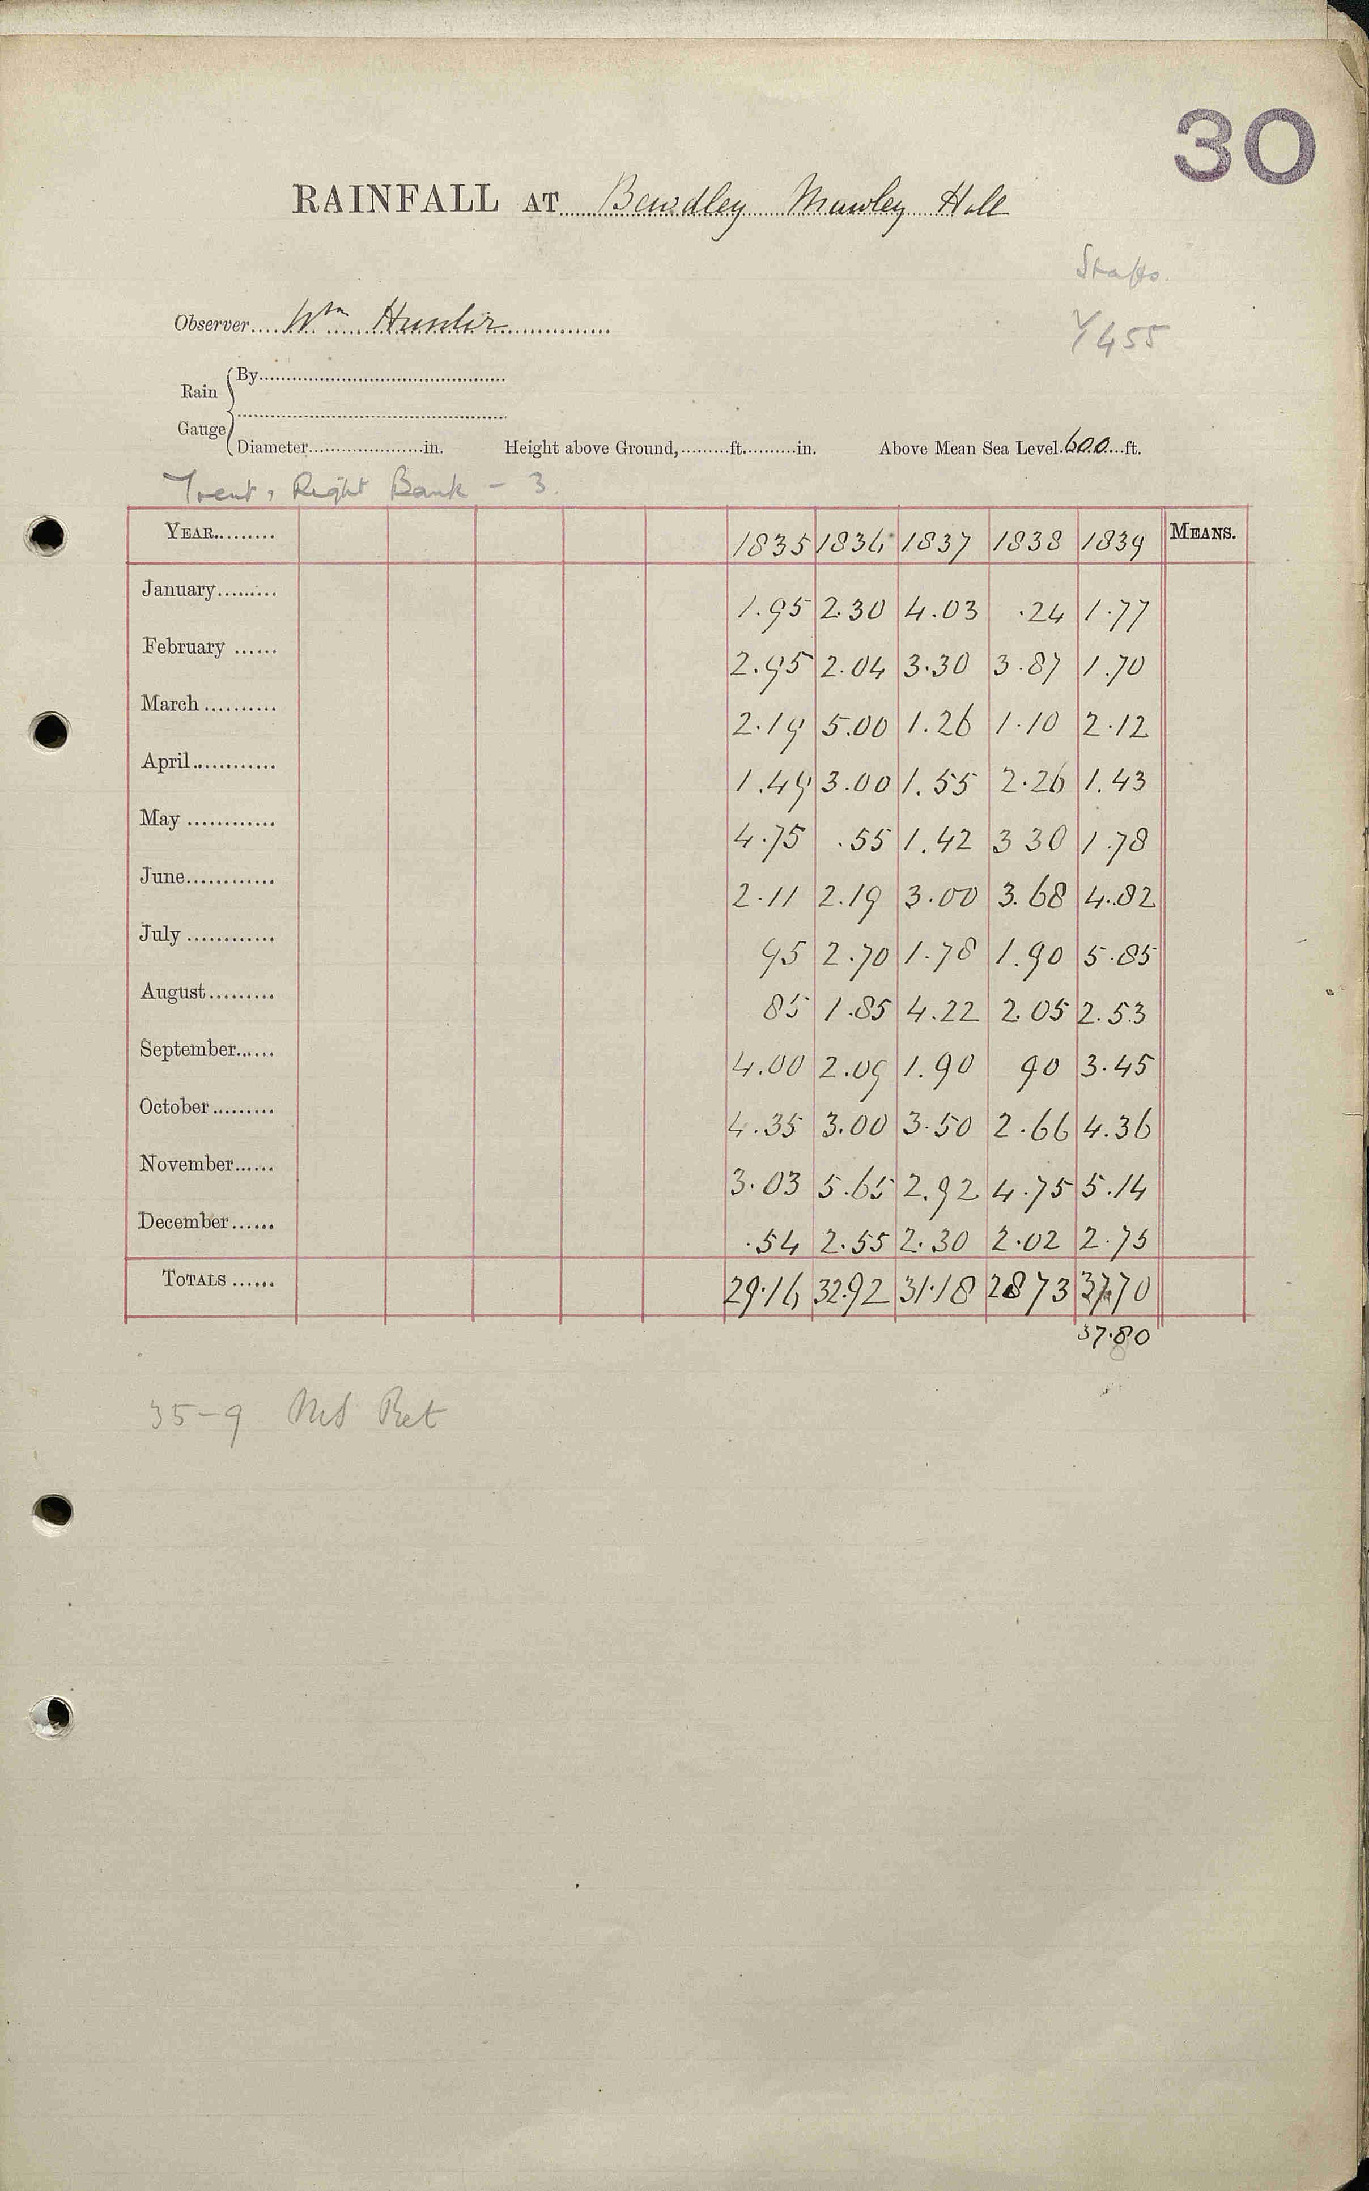 30
RAINFALL AT Bewdley Mawley Hall
Staffs.
Observer.... Wm Hunter
Y455
Rain Gauge
By
Diameter in. Height above Ground, ft. in. Above Mean Sea Level 600 ft.
Trent, Right Bank - 3.
YEAR 1835 1836 1837 1838 1839 MEANS.
January 1.95 2.30 4.03 .24 1.77
February 2.95 2.04 3.30 3.87 1.70
March 2.19 5.00 1.26 1.10 2.12
April 1.49 3.00 1.55 2.26 1.43
May 4.75 .55 1.42 3 30 1.78
June 2.11 2.19 3.00 3.68 4.82
July 95 2.70 1.78 1.90 5.85
August 85 1.85 4.22 2.05 2.53
September 4.00 2.09 1.90 90 3.45
October 4.35 3.00 3.50 2.66 4.36
November 3.03 5.65 2.92 4.75 5.14
December .54 2.55 2.30 2.02 2.75
TOTALS 29.16 32.92 31.18 28 73 37.70
37.80
35-9 MS Ret